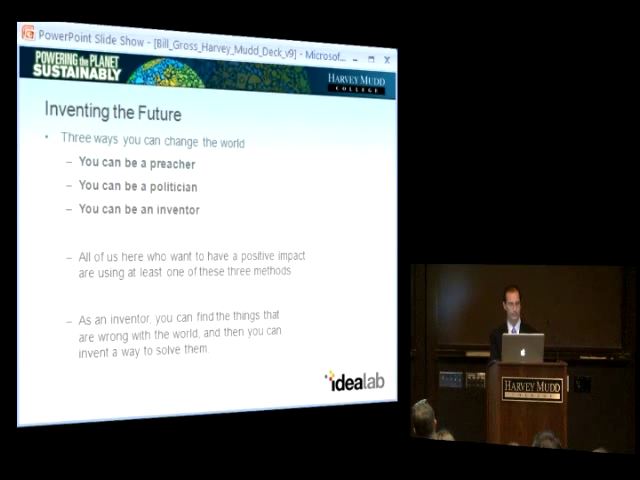 PowerPoint Slide Show - [Bill_Gross_Harvey_Mudd_Deck_v9] - Microsof...
POWERING the PLANET
SUSTAINABLY
HARVEY MUDD
COLLEGE
Inventing the Future
• Three ways you can change the world
– You can be a preacher
– You can be a politician
– You can be an inventor
– All of us here who want to have a positive impact
are using at least one of these three methods
– As an inventor, you can find the things that
are wrong with the world, and then you can
invent a way to solve them.
idealab
HARVEY MUDD
COLLEGE